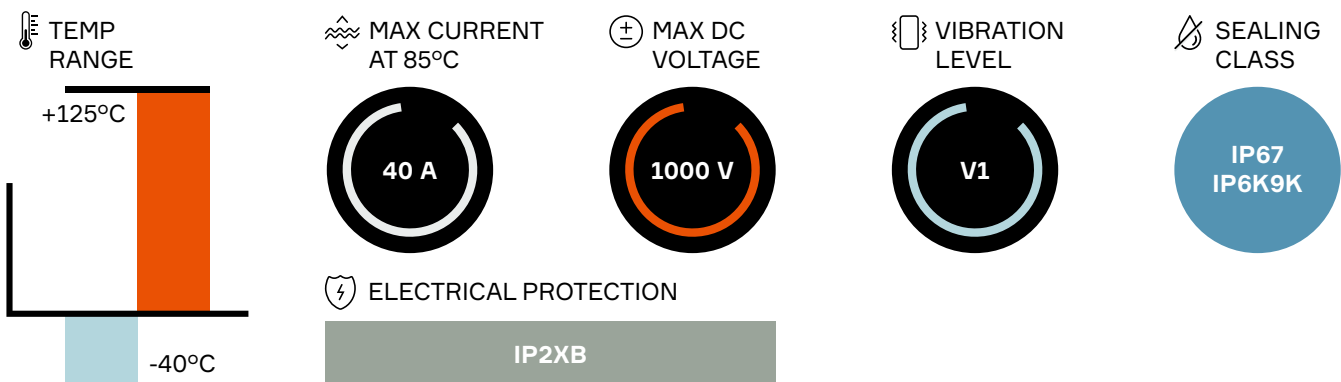 TEMP
RANGE
+125°C
-40°C
MAX CURRENT
AT 85°C
40 A
MAX DC
VOLTAGE
1000 V
VIBRATION
LEVEL
V1
SEALING
CLASS
IP67
IP6K9K
ELECTRICAL PROTECTION
IP2XB